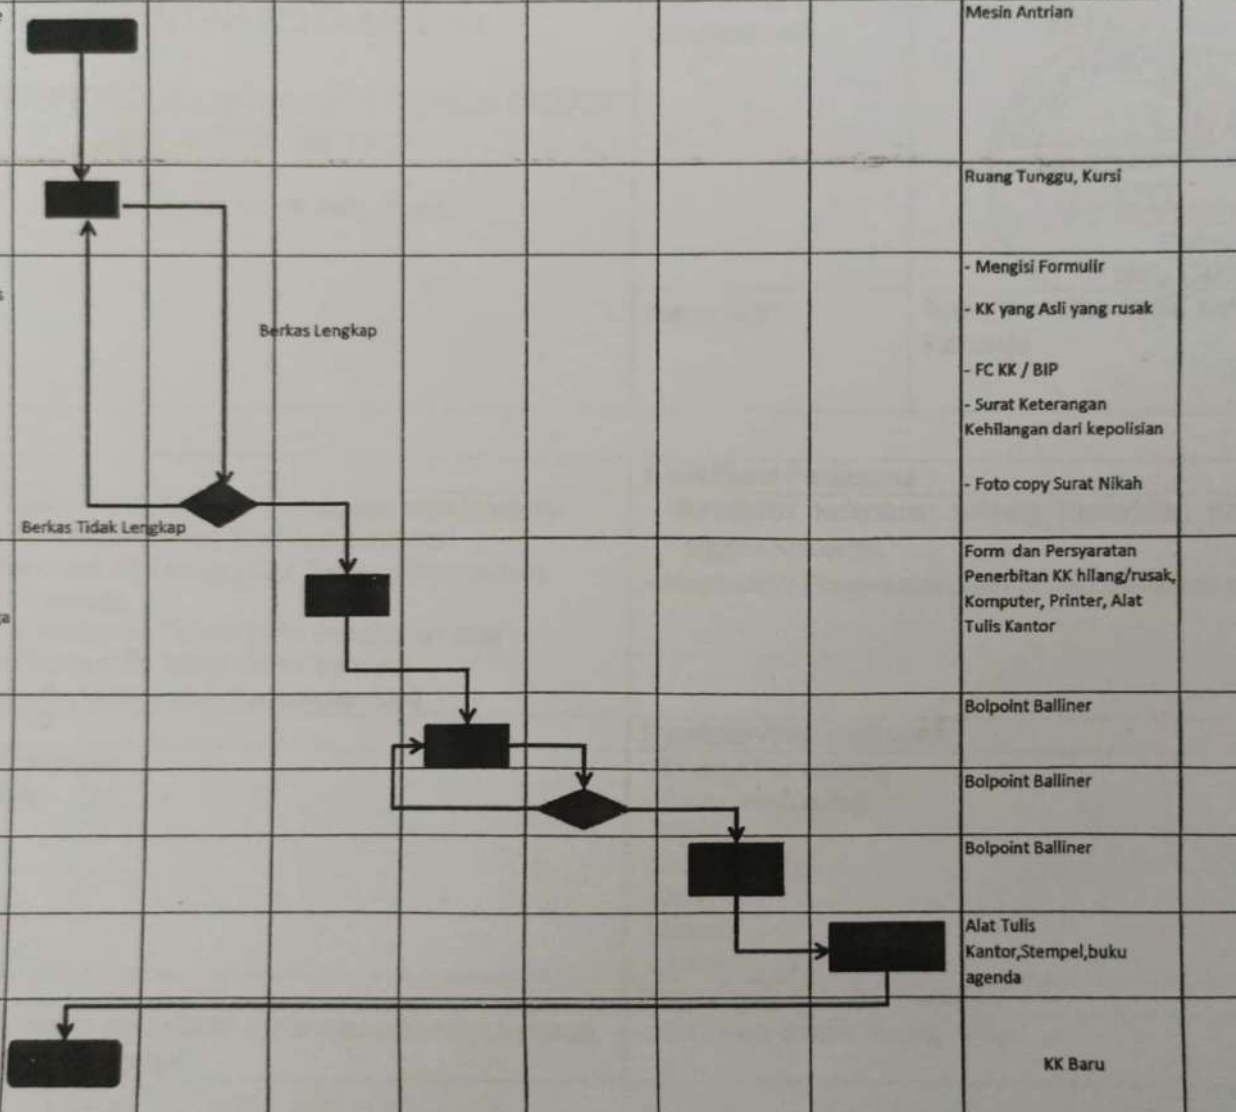 Mesin Antrian
Ruang Tunggu, Kursi
- Mengisi Formulir
- KK yang Asli yang rusak
Berkas Lengkap
- FC KK / BIP
- Surat Keterangan
Kehilangan dari kepolisian
- Foto copy Surat Nikah
Berkas Tidak Lengkap
Form dan Persyaratan
Penerbitan KK hilang/rusak,
Komputer, Printer, Alat
Tulis Kantor
Bolpoint Balliner
Bolpoint Balliner
Bolpoint Balliner
Alat Tulis
Kantor,Stempel,buku
agenda
KK Baru